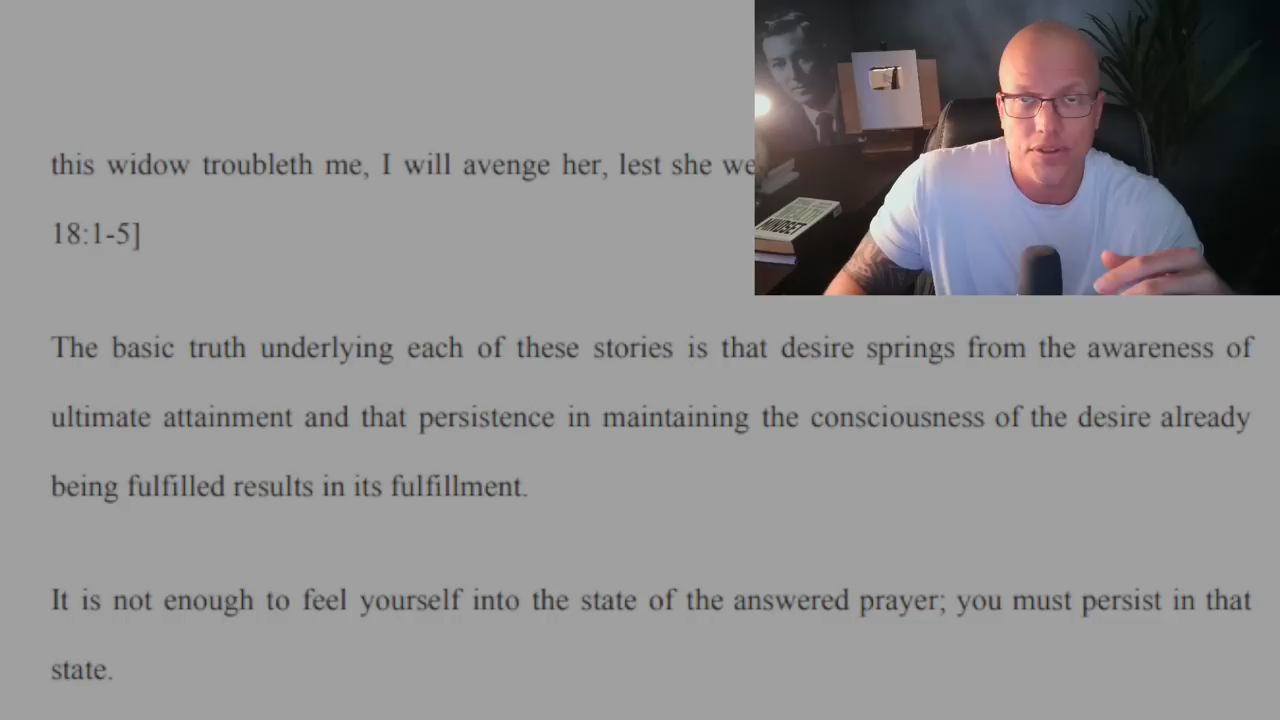 this widow troubleth me, I will avenge her, lest she
18:1-5]
The basic truth underlying each of these stories is that desire springs from the awareness of
ultimate attainment and that persistence in maintaining the consciousness of the desire already
being fulfilled results in its fulfillment.
It is not enough to feel yourself into the state of the answered prayer; you must persist in that
state.
MINDSET